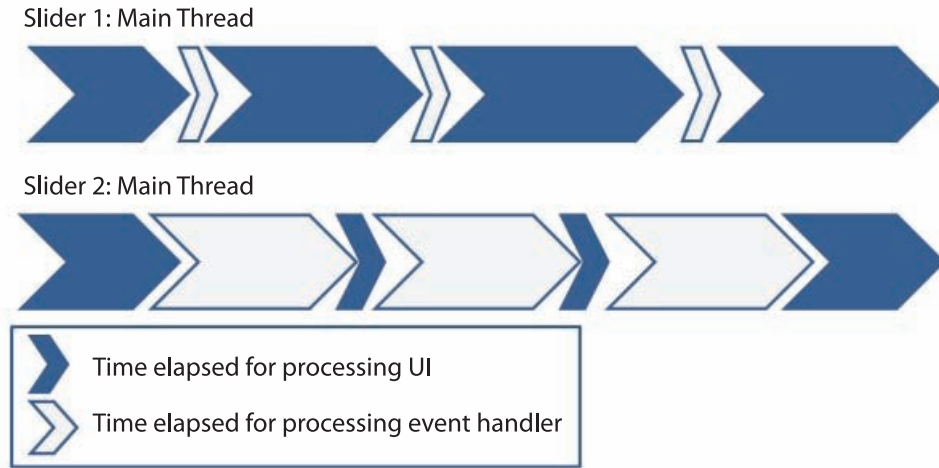 Slider 1: Main Thread
Slider 2: Main Thread
Time elapsed for processing UI
Time elapsed for processing event handler